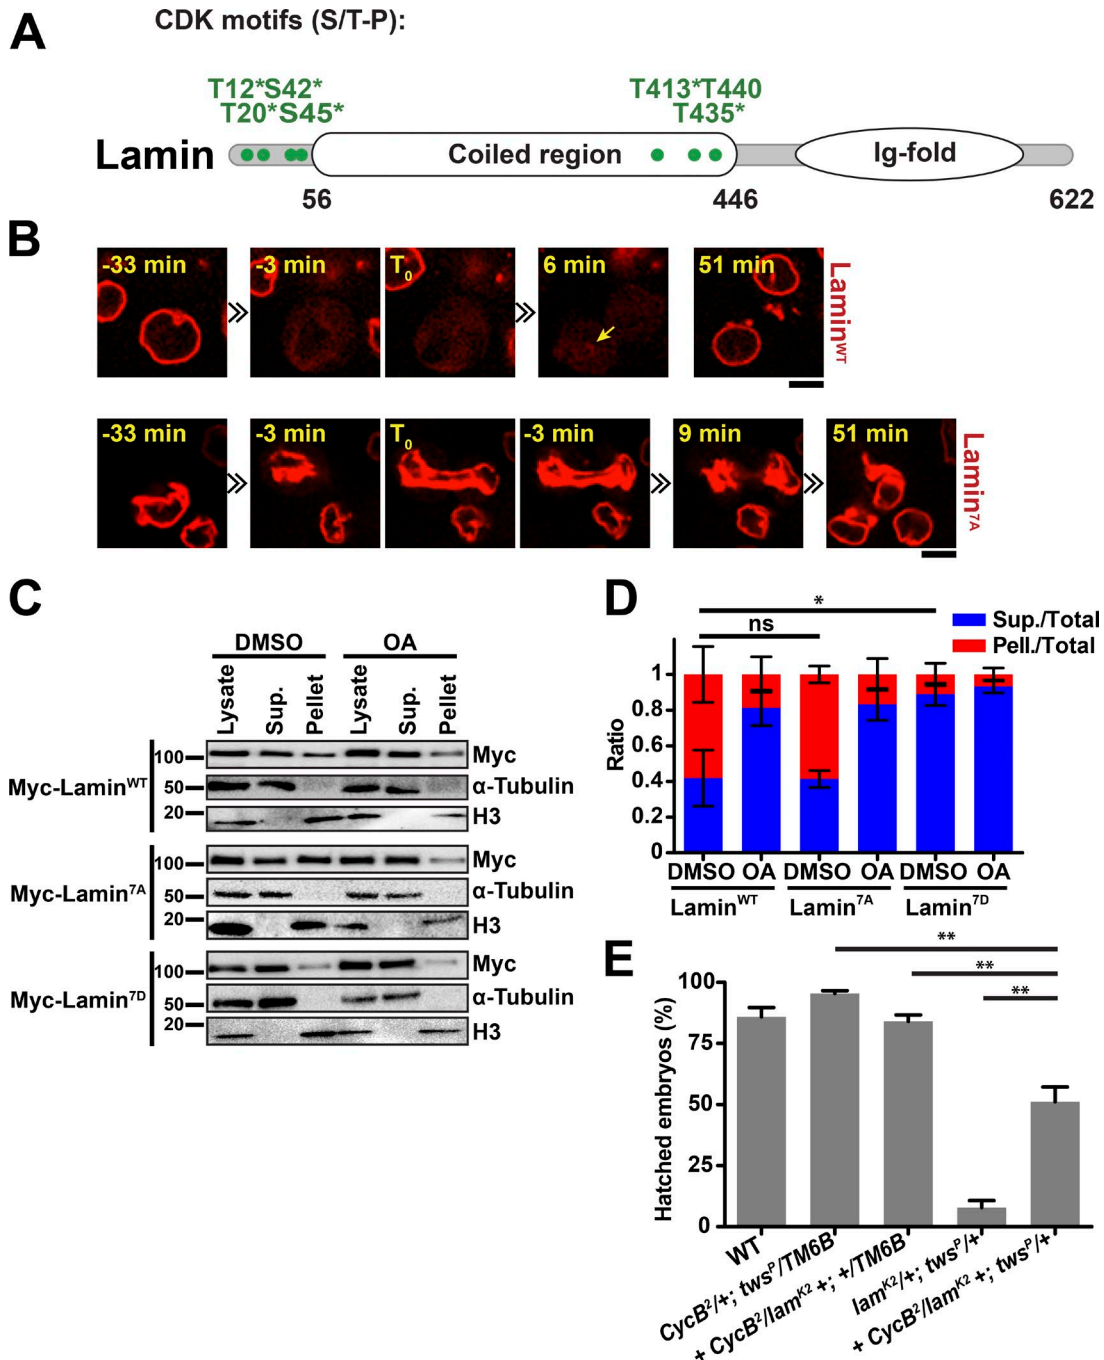 A
CDK motifs (S/T-P):
T12*S42*
T20*S45*
T413*T440
T435*
Lamin
Coiled region
Ig-fold
56
446
622
B
-33 min
-3 min
T0
6 min
51 min
LaminWT
-33 min
-3 min
T0
-3 min
9 min
51 min
Lamin7A
C
DMSO
OA
Lysate
Sup.
Pellet
Lysate
Sup.
Pellet
Myc-LaminWT
100
Myc
50
α-Tubulin
20
H3
Myc-Lamin7A
100
Myc
50
α-Tubulin
20
H3
Myc-Lamin7D
100
Myc
50
α-Tubulin
20
H3
D
*
ns
Sup./Total
Pell./Total
Ratio
1
0.8
0.6
0.4
0.2
0
DMSO OA DMSO OA DMSO OA
LaminWT
Lamin7A
Lamin7D
E
**
**
**
Hatched embryos (%)
100
75
50
25
0
WT
CycB2/+; twsP/TM6B
+ CycB2/lamK2 +; +/TM6B
lamK2/+; twsP/+
+ CycB2/lamK2 +; twsP/+